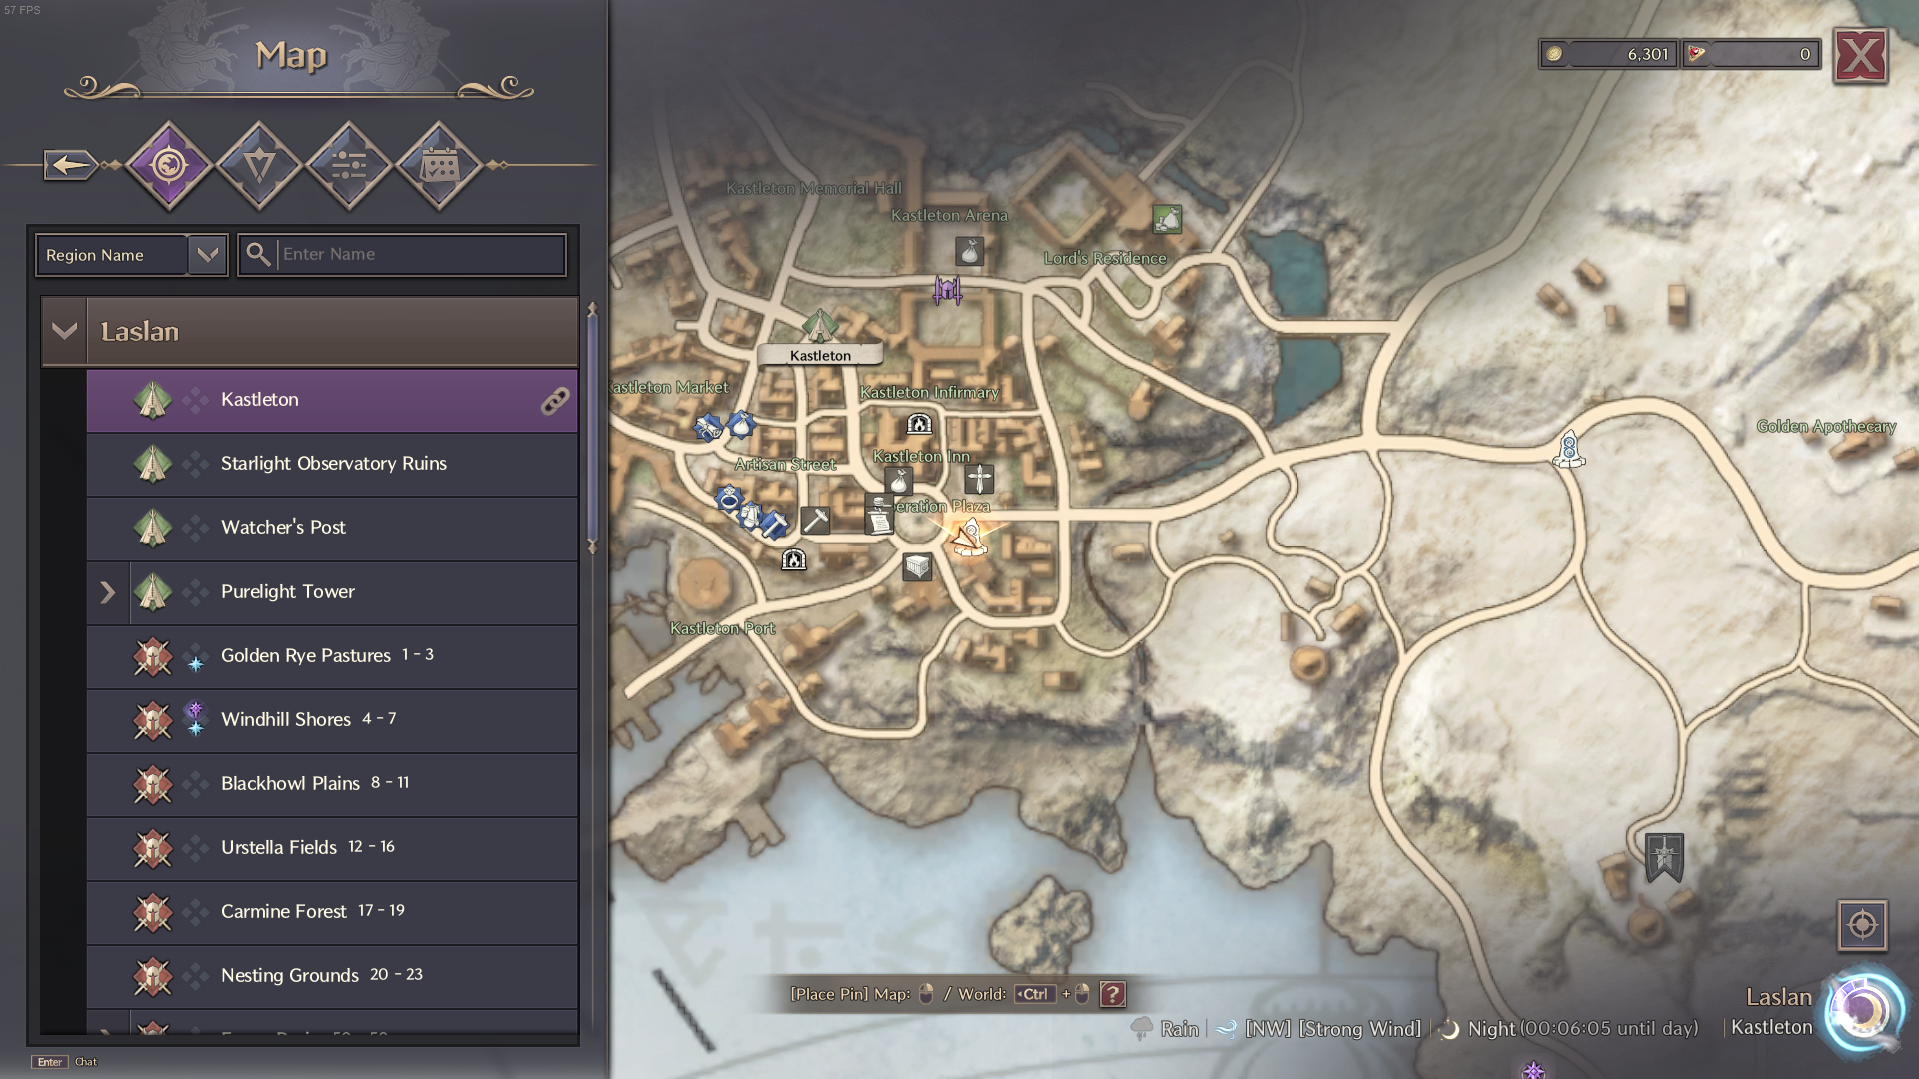 57 FPS
Map
6,301
0
Region Name
Enter Name
Laslan
Kastleton
Starlight Observatory Ruins
Watcher's Post
Purelight Tower
Golden Rye Pastures 1 - 3
Windhill Shores 4 - 7
Blackhowl Plains 8 - 11
Urstella Fields 12 - 16
Carmine Forest 17 - 19
Nesting Grounds 20 - 23
Enter Chat
Kastleton Memorial Hall
Kastleton Arena
Lord's Residence
Kastleton
Kastleton Market
Kastleton Infirmary
Golden Apothecary
Kastleton Inn
Artisan Street
eration Plaza
Kastleton Port
[Place Pin] Map: / World: Ctrl + ?
Laslan
Rain [NW] [Strong Wind] Night (00:06:05 until day) Kastleton